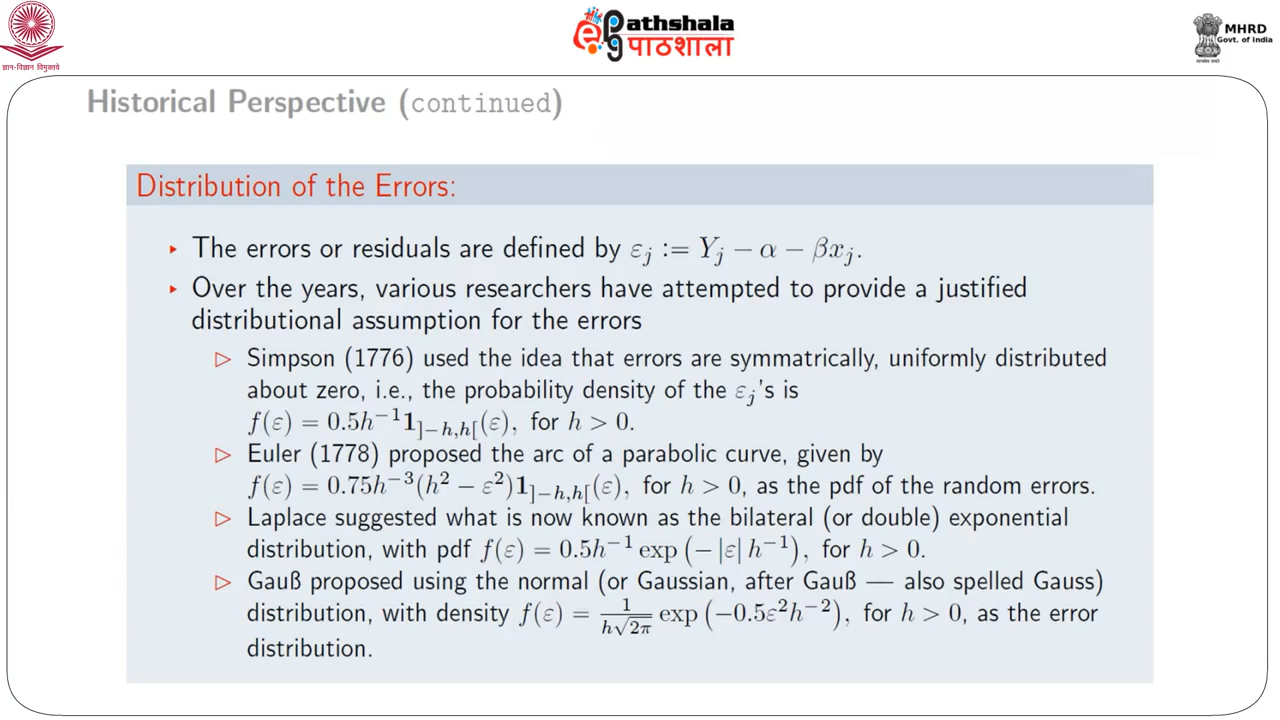 ज्ञान-विज्ञान विमुक्तये
e pg athshala
पाठशाला
MHRD
Govt. of India
Historical Perspective (continued)
Distribution of the Errors:
▸ The errors or residuals are defined by εⱼ := Yⱼ − α − βxⱼ.
▸ Over the years, various researchers have attempted to provide a justified
distributional assumption for the errors
▷ Simpson (1776) used the idea that errors are symmetrically, uniformly distributed
about zero, i.e., the probability density of the εⱼ's is
f(ε) = 0.5h⁻¹𝟏_{]−h,h[}(ε), for h > 0.
▷ Euler (1778) proposed the arc of a parabolic curve, given by
f(ε) = 0.75h⁻³(h² − ε²)𝟏_{]−h,h[}(ε), for h > 0, as the pdf of the random errors.
▷ Laplace suggested what is now known as the bilateral (or double) exponential
distribution, with pdf f(ε) = 0.5h⁻¹ exp (−|ε| h⁻¹), for h > 0.
▷ Gauß proposed using the normal (or Gaussian, after Gauß — also spelled Gauss)
distribution, with density f(ε) = 1/(h√2π) exp (−0.5ε²h⁻²), for h > 0, as the error
distribution.